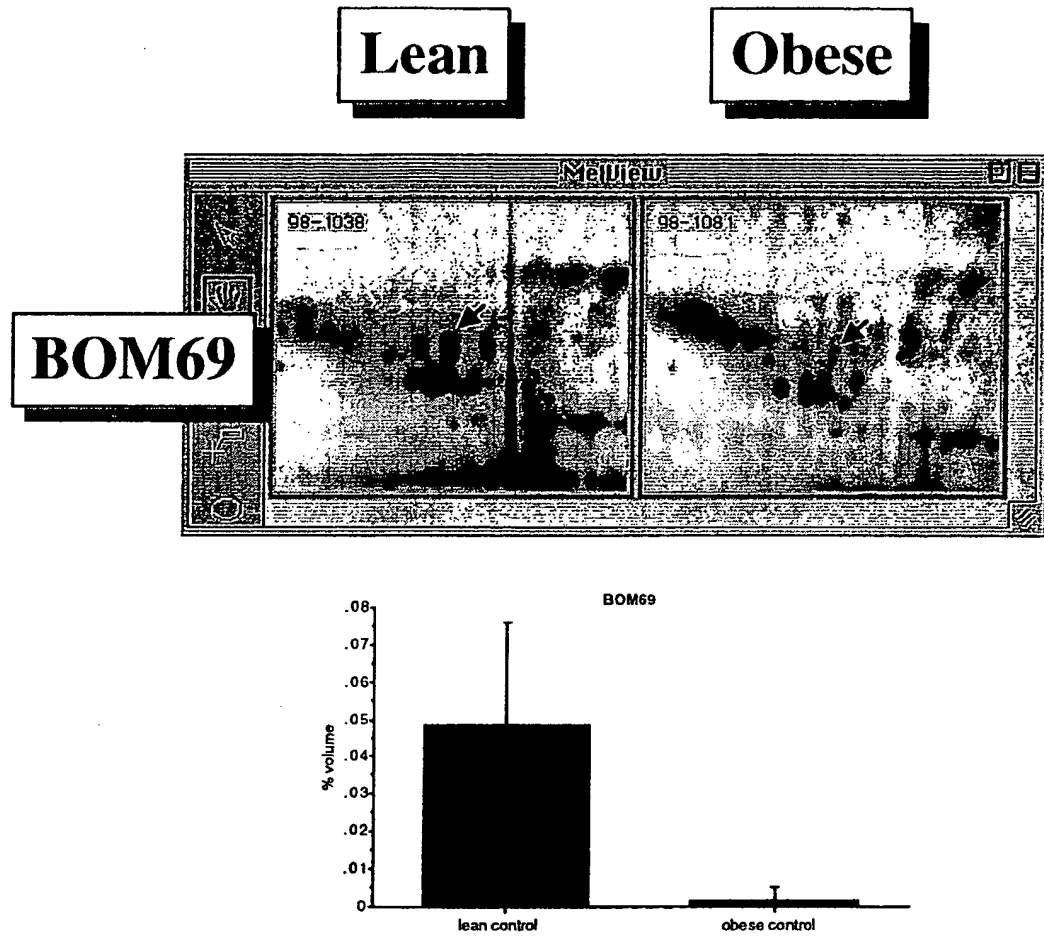 Lean
Obese
MelView
98-1038
98-1081
BOM69
BOM69
.08
.07
.06
.05
.04
.03
.02
.01
0
% volume
lean control
obese control